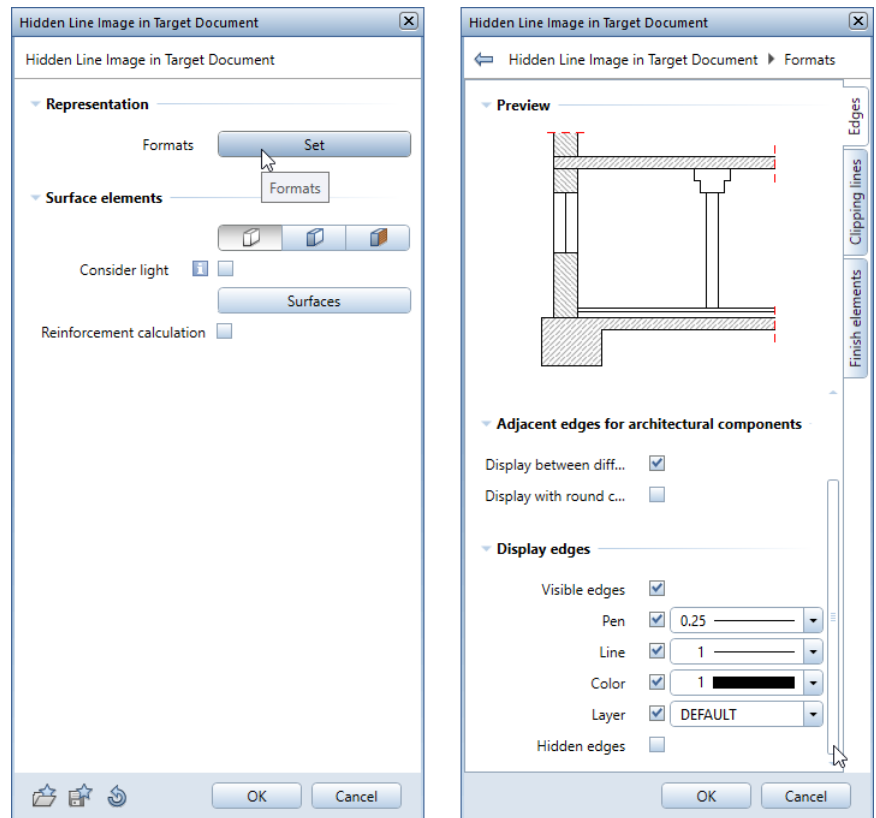 Hidden Line Image in Target Document
Hidden Line Image in Target Document
Representation
Formats Set
Formats
Surface elements
Consider light
Surfaces
Reinforcement calculation
OK Cancel
Hidden Line Image in Target Document
Hidden Line Image in Target Document Formats
Edges
Clipping lines
Finish elements
Preview
Adjacent edges for architectural components
Display between diff...
Display with round c...
Display edges
Visible edges
Pen 0.25
Line 1
Color 1
Layer DEFAULT
Hidden edges
OK Cancel